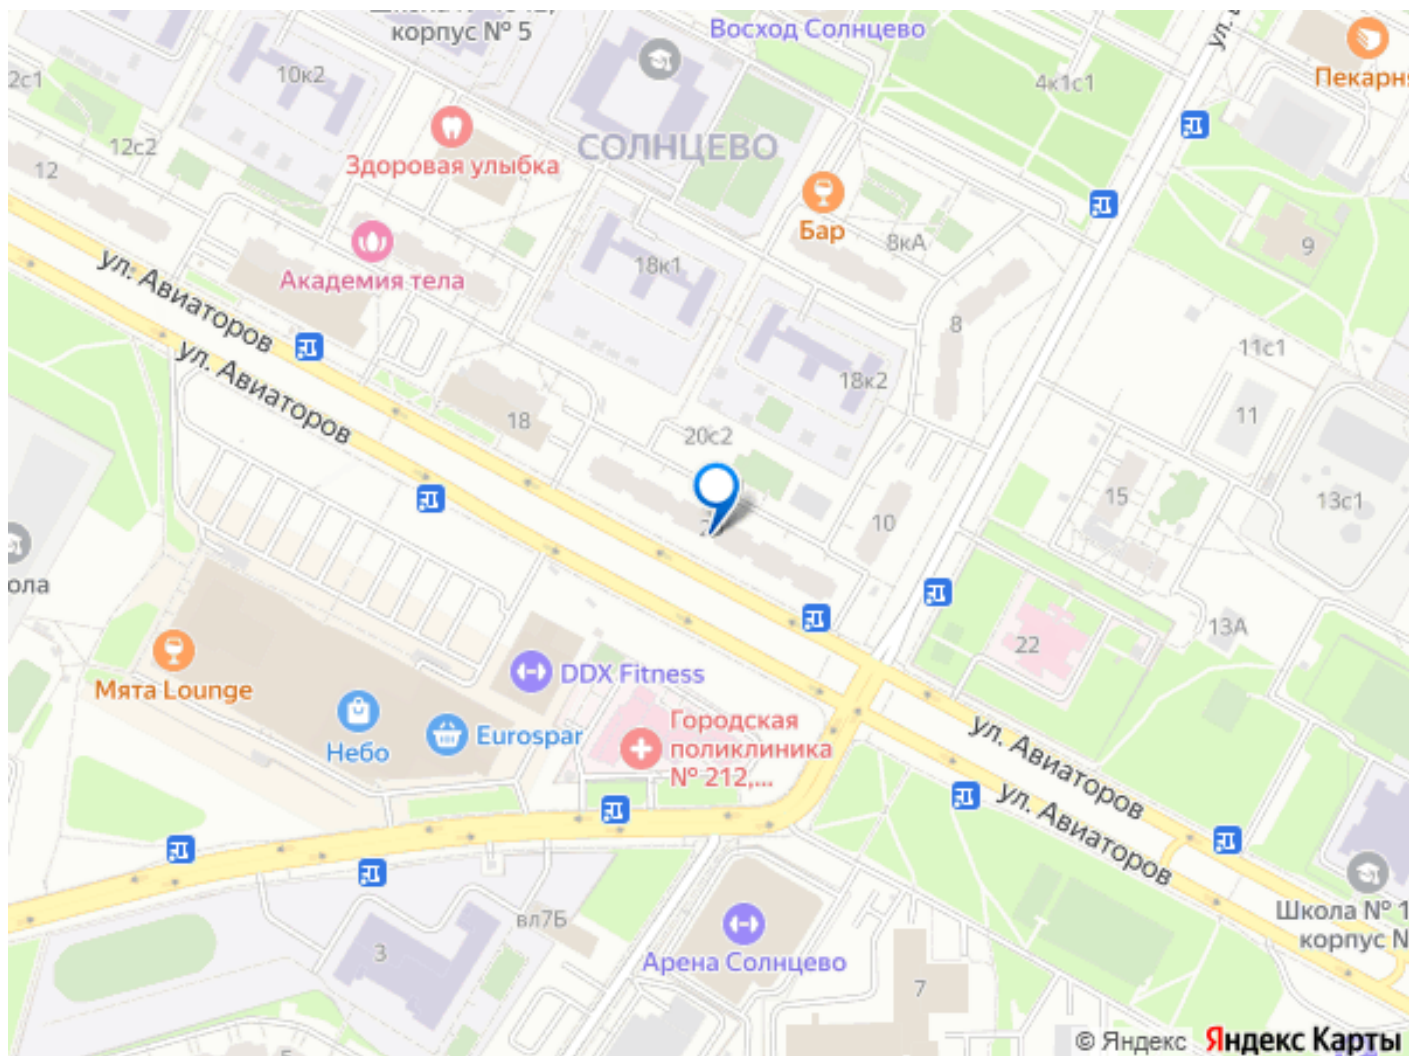 корпус № 5
Восход Солнцево
ул.
Пекарня
2с1
10к2
4к1с1
12с2
12
Здоровая улыбка
СОЛНЦЕВО
Бар
8кА
9
Академия тела
18к1
ул. Авиаторов
ул. Авиаторов
8
11с1
18к2
11
18
20с2
15
13с1
10
ола
13А
22
Мята Lounge
DDX Fitness
Небо
Eurospar
Городская
поликлиника
№ 212,...
ул. Авиаторов
ул. Авиаторов
вл7Б
3
Арена Солнцево
7
Школа № 1
корпус №
© Яндекс Яндекс Карты